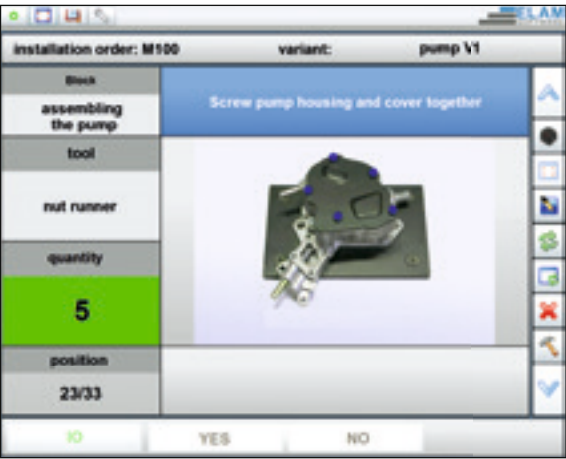 ELAM
installation order: M100 variant: pump V1
Block
assembling
the pump
Screw pump housing and cover together
tool
nut runner
quantity
5
position
23/33
IO YES NO